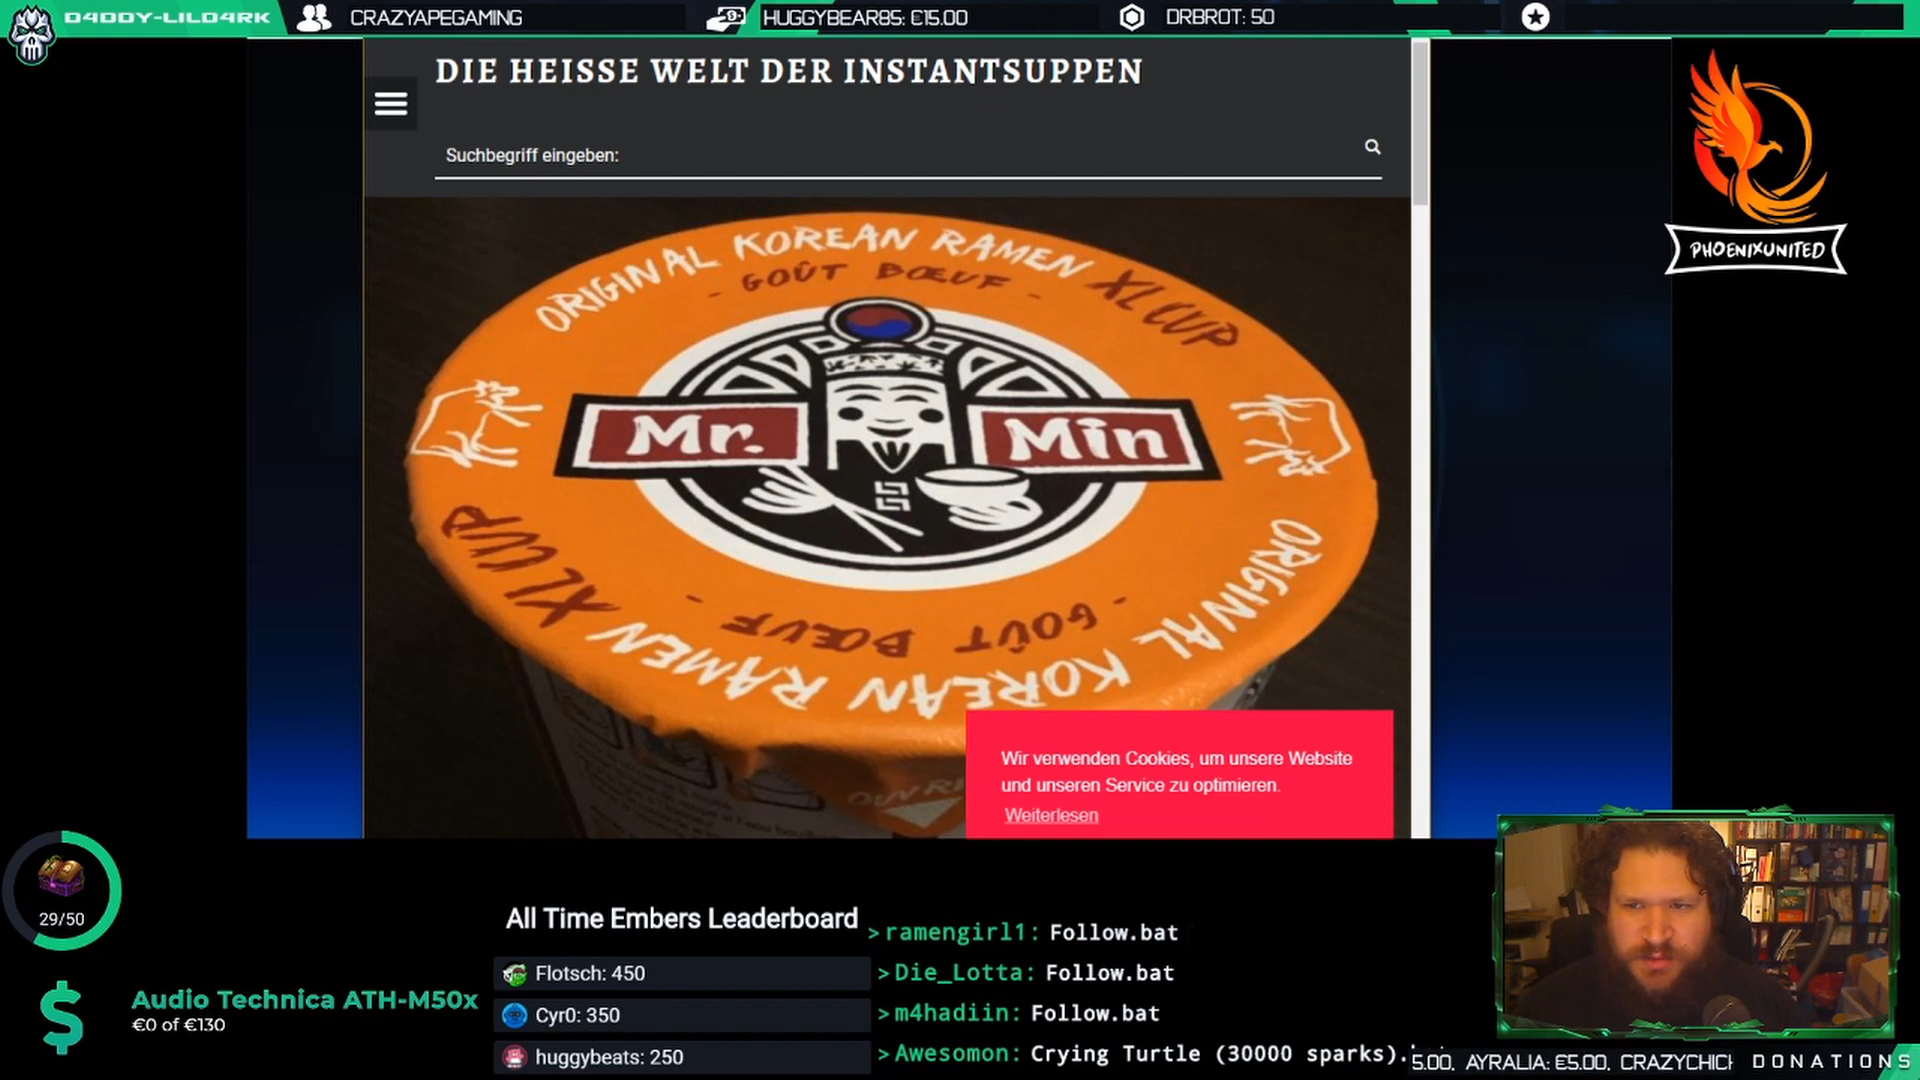 D4DDY-LILD4RK
CRAZYAPEGAMING
HUGGYBEAR85: €15.00
DRBROT: 50
DIE HEISSE WELT DER INSTANTSUPPEN
Suchbegriff eingeben:
ORIGINAL KOREAN RAMEN XL CUP
- GOÛT BŒUF -
Mr. Min
- GOÛT BŒUF -
ORIGINAL KOREAN RAMEN XL CUP
PHOENIXUNITED
Wir verwenden Cookies, um unsere Website
und unseren Service zu optimieren.
Weiterlesen
29/50
Audio Technica ATH-M50x
€0 of €130
All Time Embers Leaderboard
Flotsch: 450
Cyr0: 350
huggybeats: 250
>ramengirl1: Follow.bat
>Die_Lotta: Follow.bat
>m4hadiin: Follow.bat
>Awesomon: Crying Turtle (30000 sparks).
5.00, AYRALIA: €5.00, CRAZYCHICK
DONATIONS